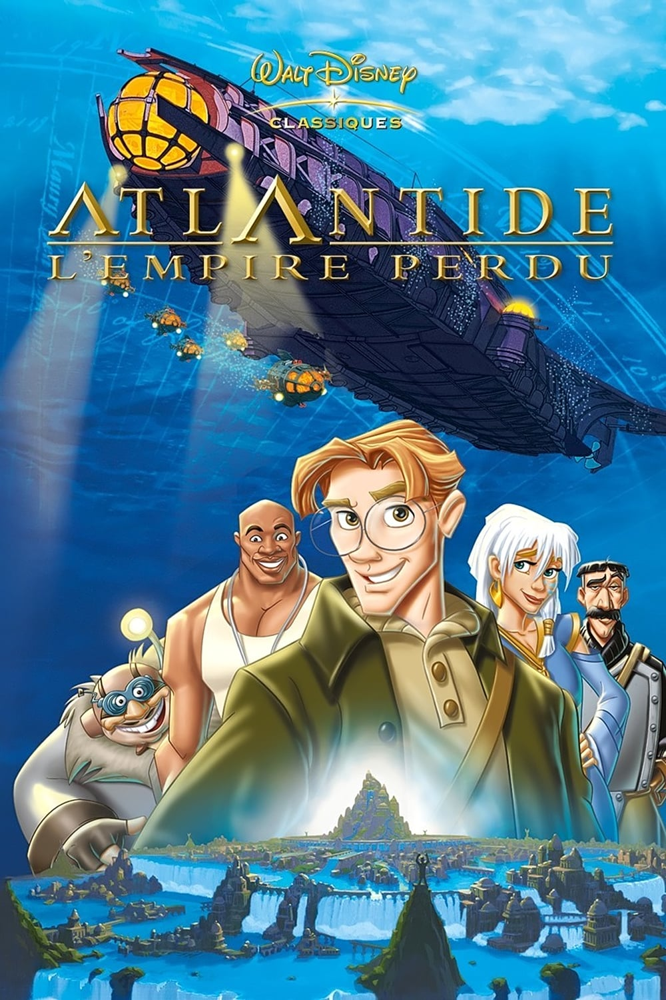 WALT DISNEY
CLASSIQUES
ATLANTIDE
L'EMPIRE PERDU